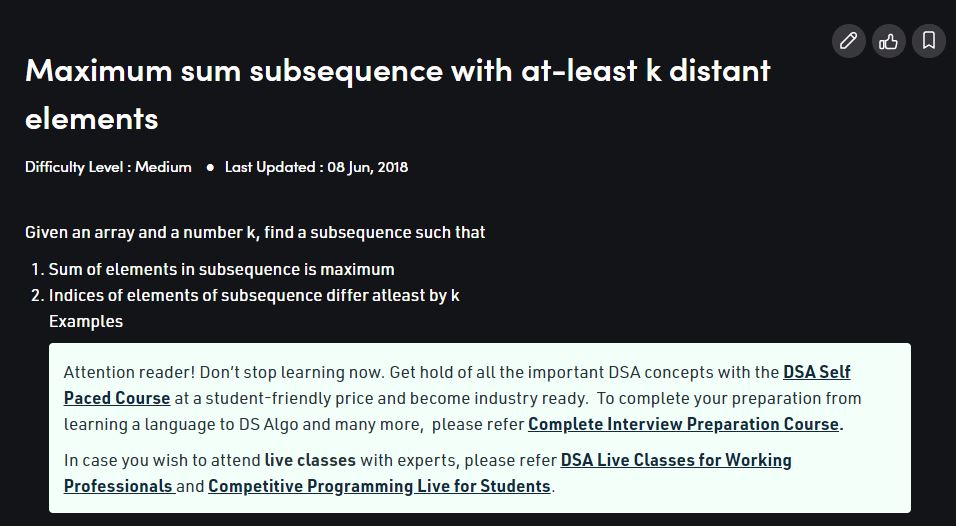 Maximum sum subsequence with at-least k distant
elements
Difficulty Level : Medium ● Last Updated : 08 Jun, 2018
Given an array and a number k, find a subsequence such that
1. Sum of elements in subsequence is maximum
2. Indices of elements of subsequence differ atleast by k
Examples
Attention reader! Don’t stop learning now. Get hold of all the important DSA concepts with the DSA Self
Paced Course at a student-friendly price and become industry ready.  To complete your preparation from
learning a language to DS Algo and many more,  please refer Complete Interview Preparation Course.
In case you wish to attend live classes with experts, please refer DSA Live Classes for Working
Professionals and Competitive Programming Live for Students.